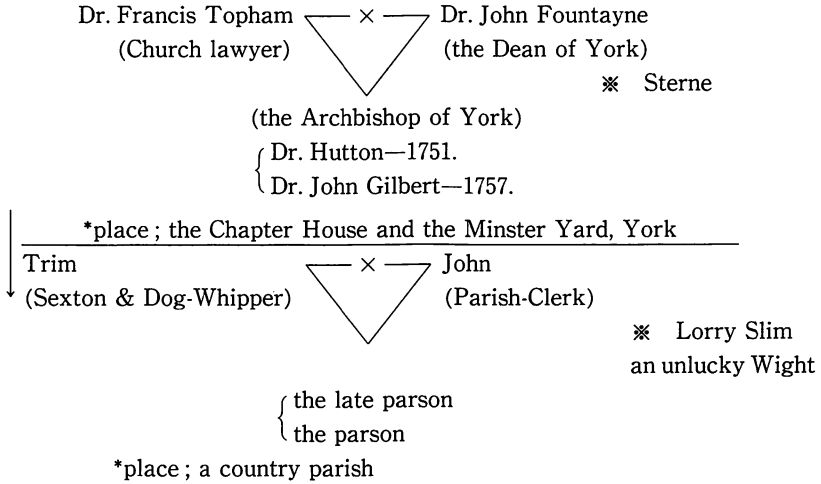 Dr. Francis Topham × Dr. John Fountayne
(Church lawyer) (the Dean of York)
※ Sterne
(the Archbishop of York)
Dr. Hutton—1751.
Dr. John Gilbert—1757.
*place ; the Chapter House and the Minster Yard, York
Trim × John
(Sexton & Dog-Whipper) (Parish-Clerk)
※ Lorry Slim
an unlucky Wight
the late parson
the parson
*place ; a country parish